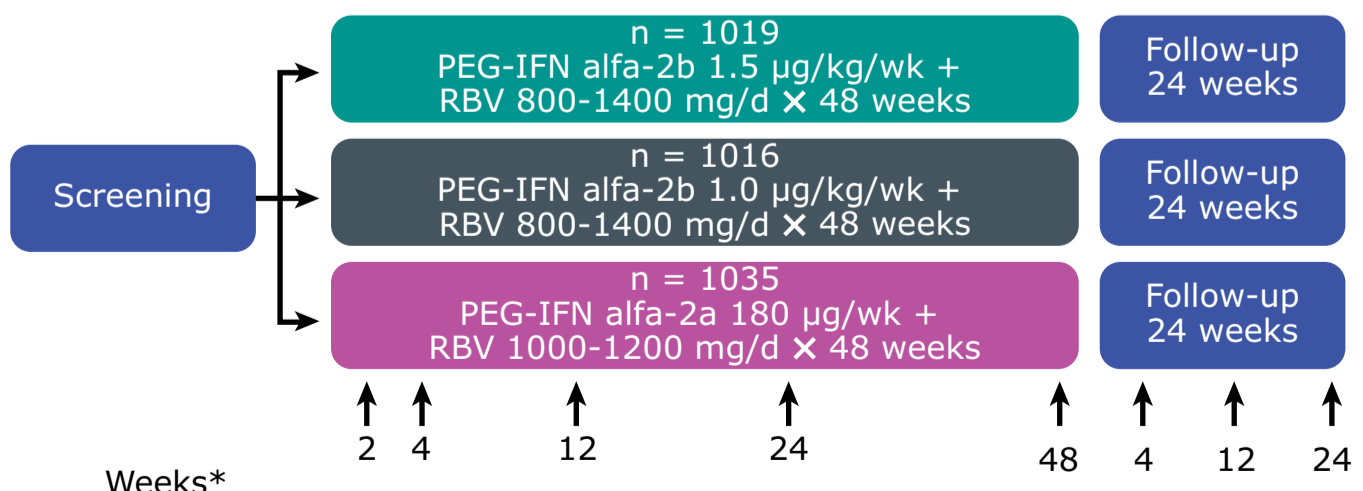 Screening
n = 1019
PEG-IFN alfa-2b 1.5 µg/kg/wk +
RBV 800-1400 mg/d × 48 weeks
Follow-up
24 weeks
n = 1016
PEG-IFN alfa-2b 1.0 µg/kg/wk +
RBV 800-1400 mg/d × 48 weeks
Follow-up
24 weeks
n = 1035
PEG-IFN alfa-2a 180 µg/wk +
RBV 1000-1200 mg/d × 48 weeks
Follow-up
24 weeks
2 4 12 24 48 4 12 24
Weeks*